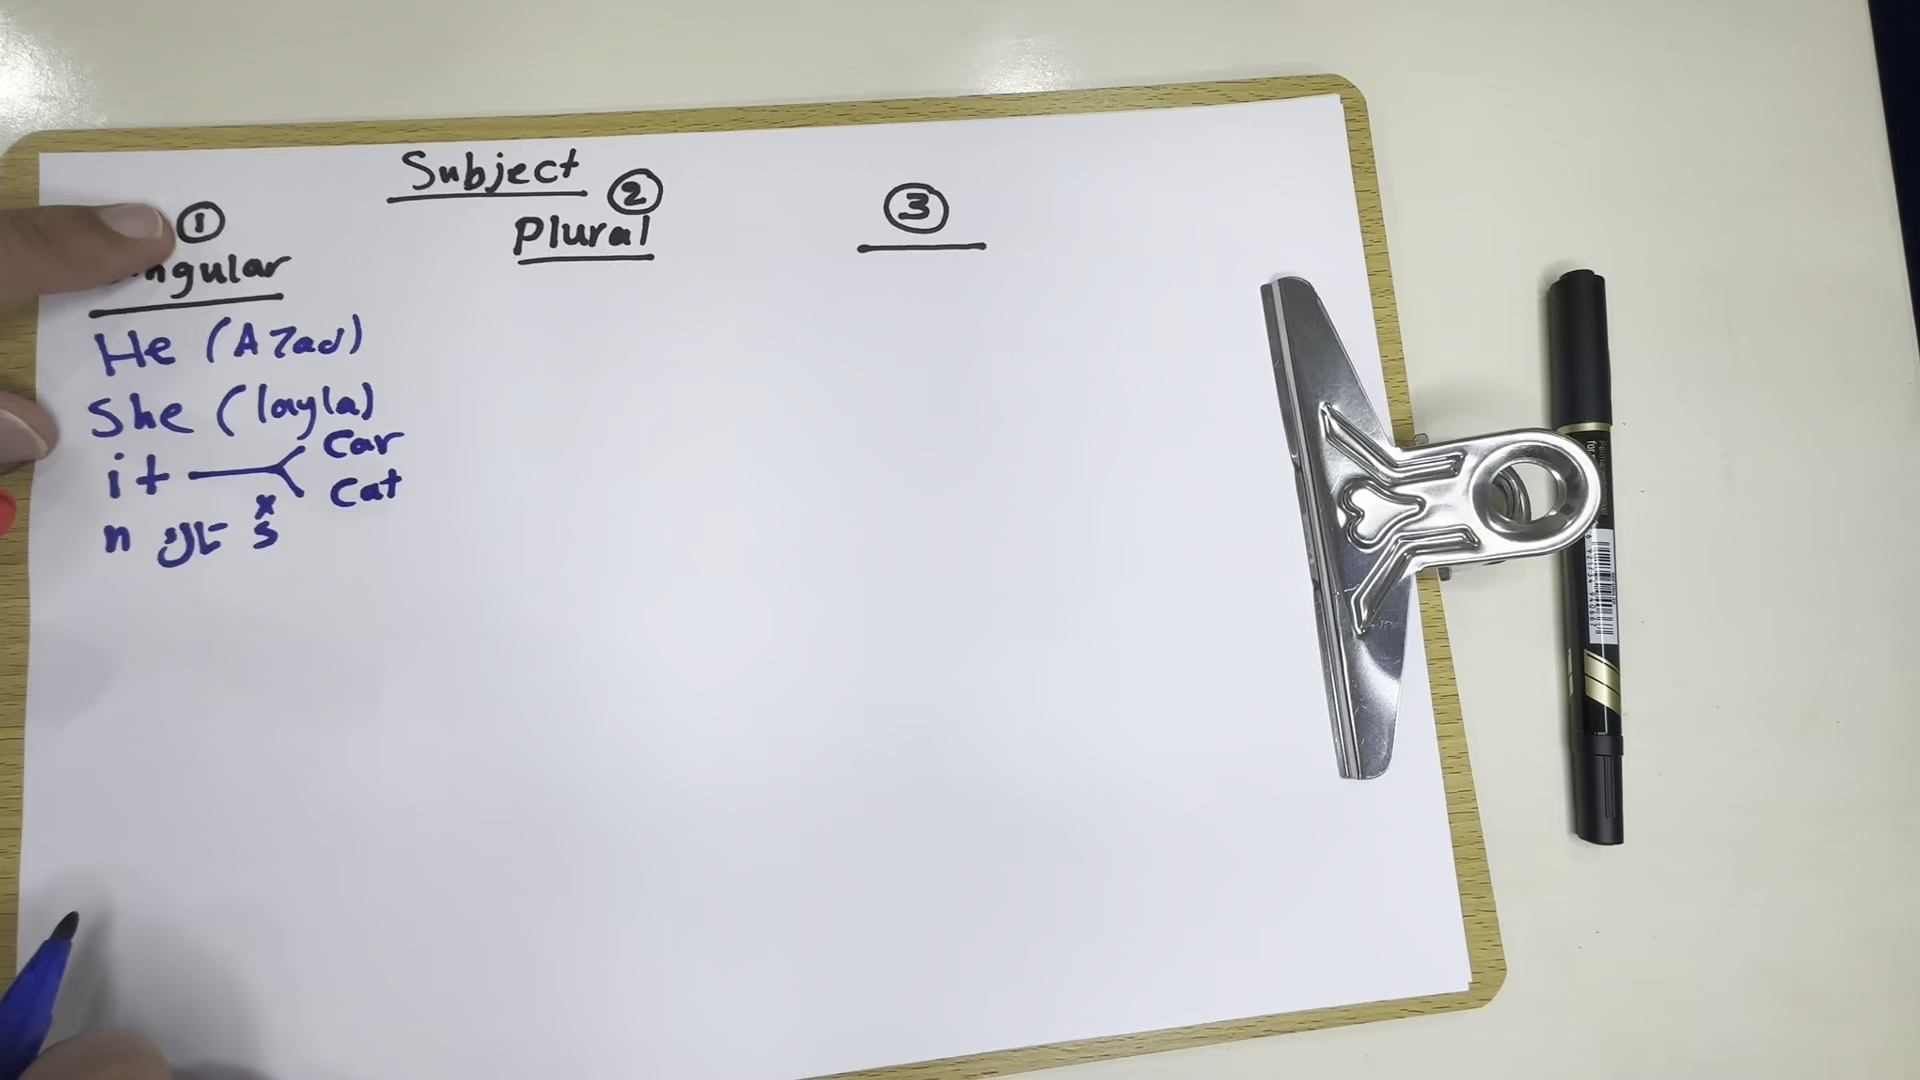 Subject
① ② ③
ngular Plural
He (Azad)
She (layla)
it car
cat
x
n تاك s